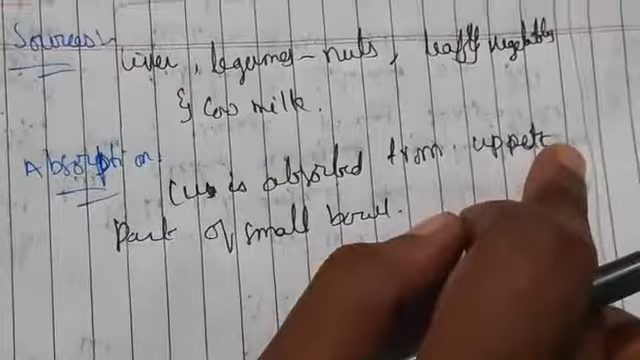 Sources :-
liver, legumes - nuts, leafy vegetables
& cow milk.
Absorption :
Cu is absorbed from upper
part of small bowel.